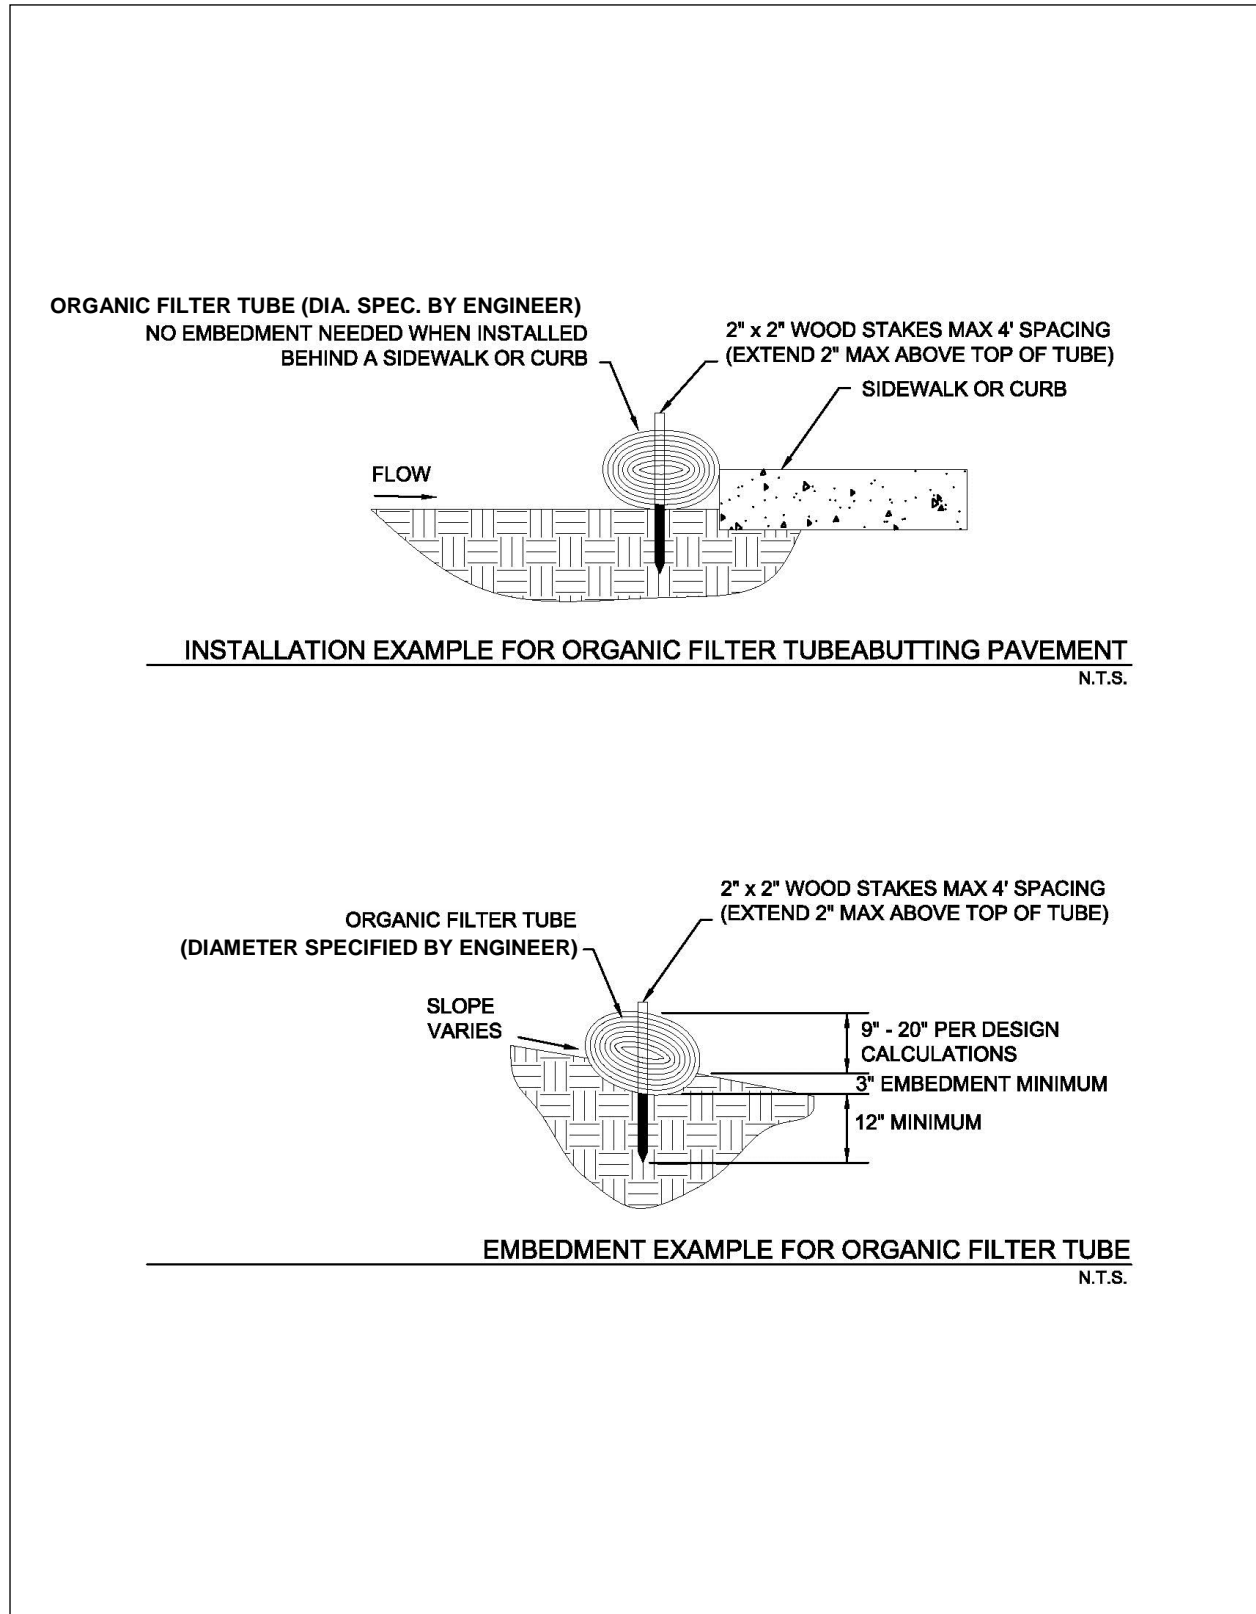 ORGANIC FILTER TUBE (DIA. SPEC. BY ENGINEER)
NO EMBEDMENT NEEDED WHEN INSTALLED
BEHIND A SIDEWALK OR CURB
2" x 2" WOOD STAKES MAX 4' SPACING
(EXTEND 2" MAX ABOVE TOP OF TUBE)
SIDEWALK OR CURB
FLOW
INSTALLATION EXAMPLE FOR ORGANIC FILTER TUBEABUTTING PAVEMENT
N.T.S.
2" x 2" WOOD STAKES MAX 4' SPACING
(EXTEND 2" MAX ABOVE TOP OF TUBE)
ORGANIC FILTER TUBE
(DIAMETER SPECIFIED BY ENGINEER)
SLOPE
VARIES
9" - 20" PER DESIGN
CALCULATIONS
3" EMBEDMENT MINIMUM
12" MINIMUM
EMBEDMENT EXAMPLE FOR ORGANIC FILTER TUBE
N.T.S.